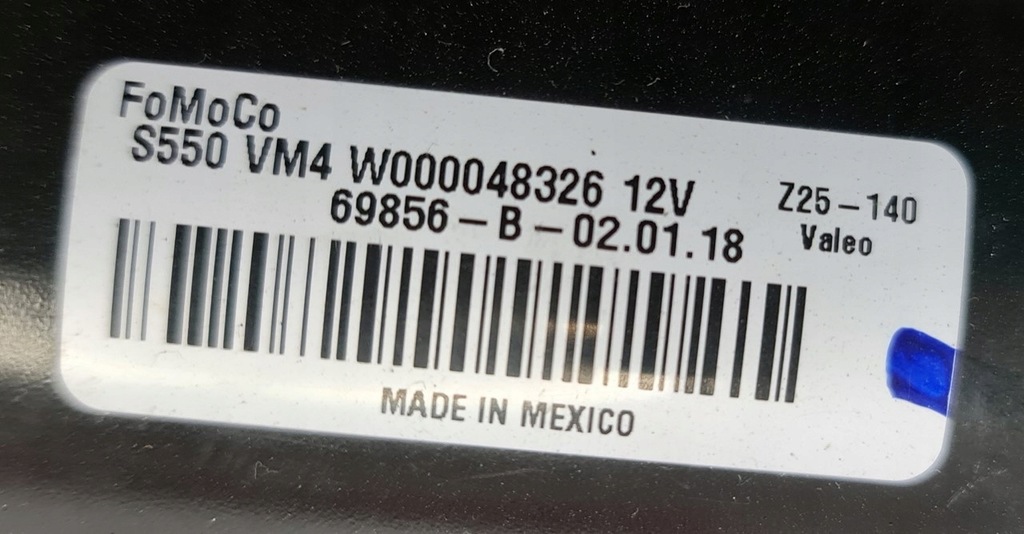 FoMoCo
S550 VM4 W000048326 12V
69856-B-02.01.18
Z25-140
Valeo
MADE IN MEXICO